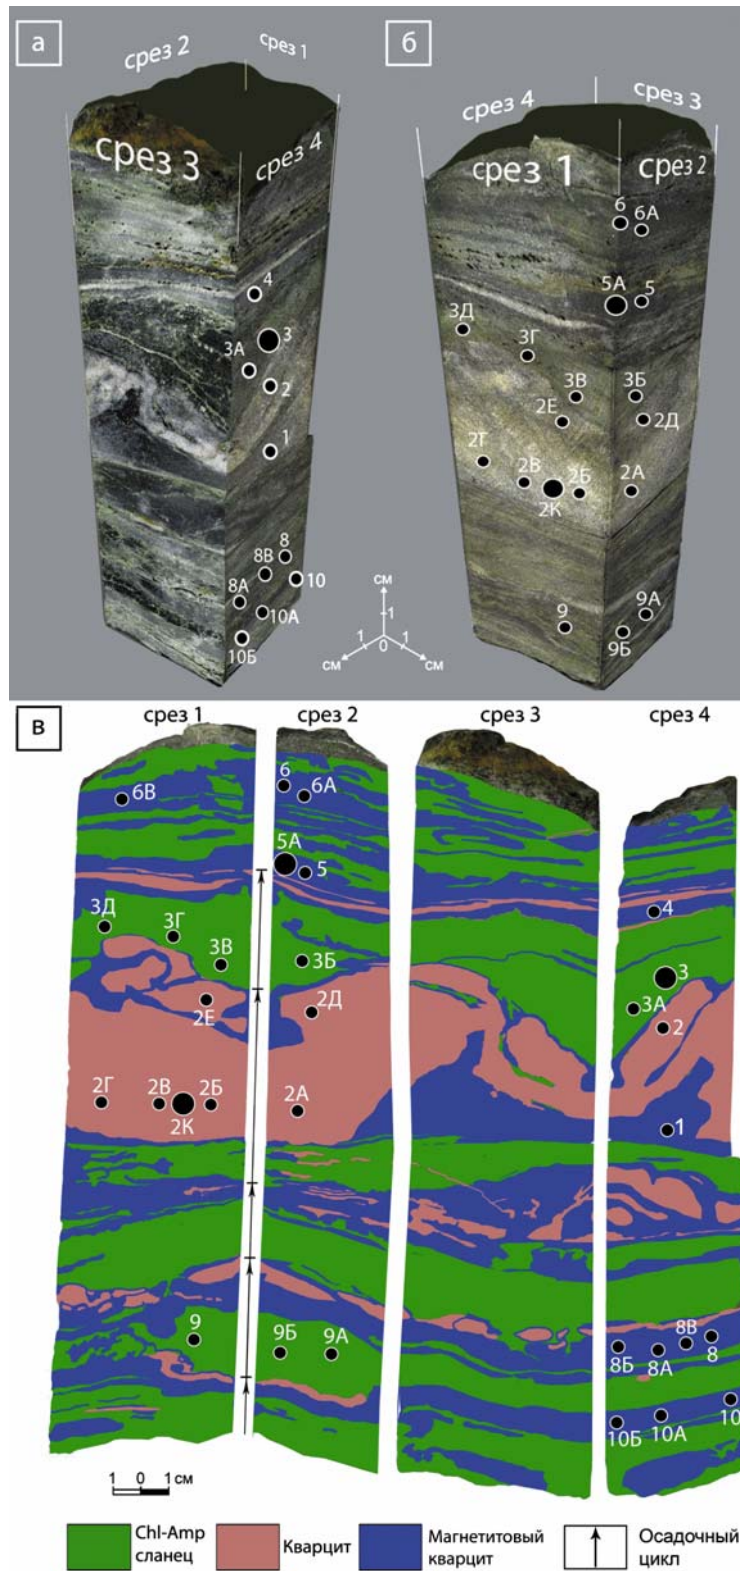 а
срез 2
срез 1
срез 3
срез 4
4
3
3А
2
1
8
8В
10
8А
10А
10Б
см
1
1
0
1
см
см
б
срез 4
срез 3
срез 1
срез 2
6
6А
5А
5
3Д
3Г
3В
3Б
2Е
2Д
2Г
2В
2Б
2А
2К
9
9А
9Б
в
срез 1
срез 2
срез 3
срез 4
6В
6
6А
5А
5
4
3Д
3Г
3В
3Б
3
3А
2Е
2Д
2
2Г
2В
2Б
2А
2К
1
9
9Б
9А
8Б
8А
8В
8
10Б
10А
10
1 0 1 см
Chl-Amp
сланец
Кварцит
Магнетитовый
кварцит
Осадочный
цикл